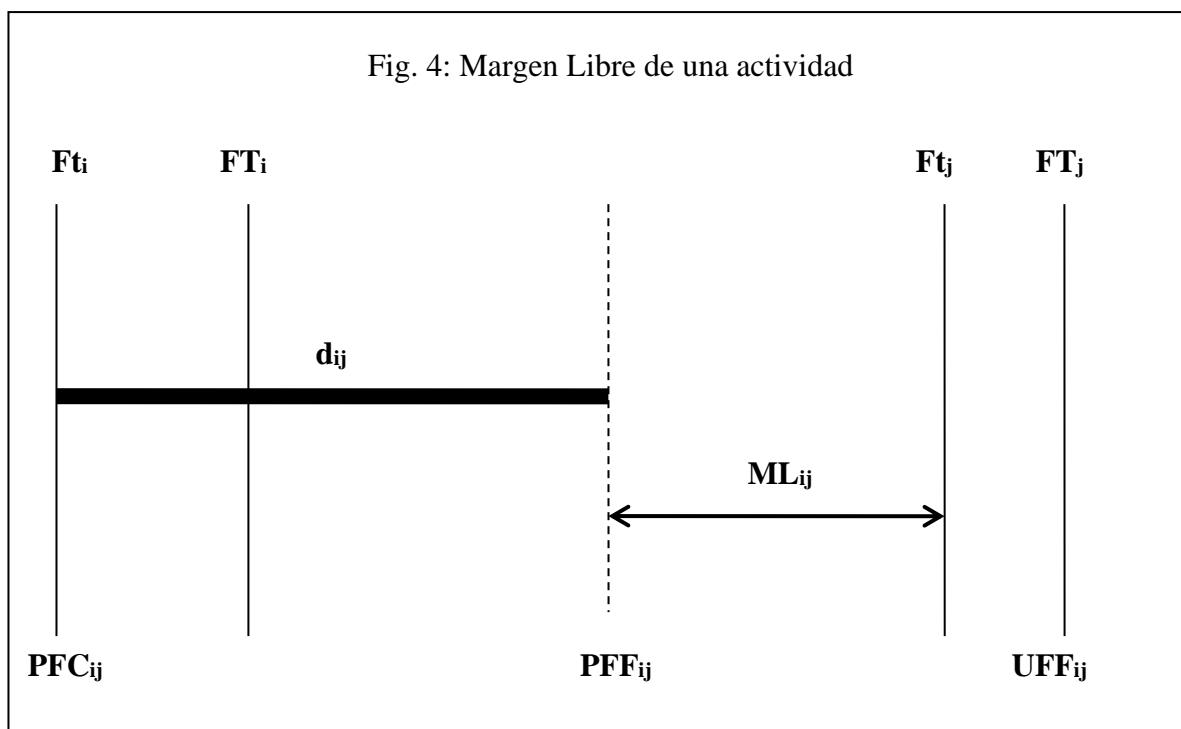 Fig. 4: Margen Libre de una actividad
Ftᵢ FTᵢ Ftⱼ FTⱼ
dᵢⱼ
MLᵢⱼ
PFCᵢⱼ PFFᵢⱼ UFFᵢⱼ